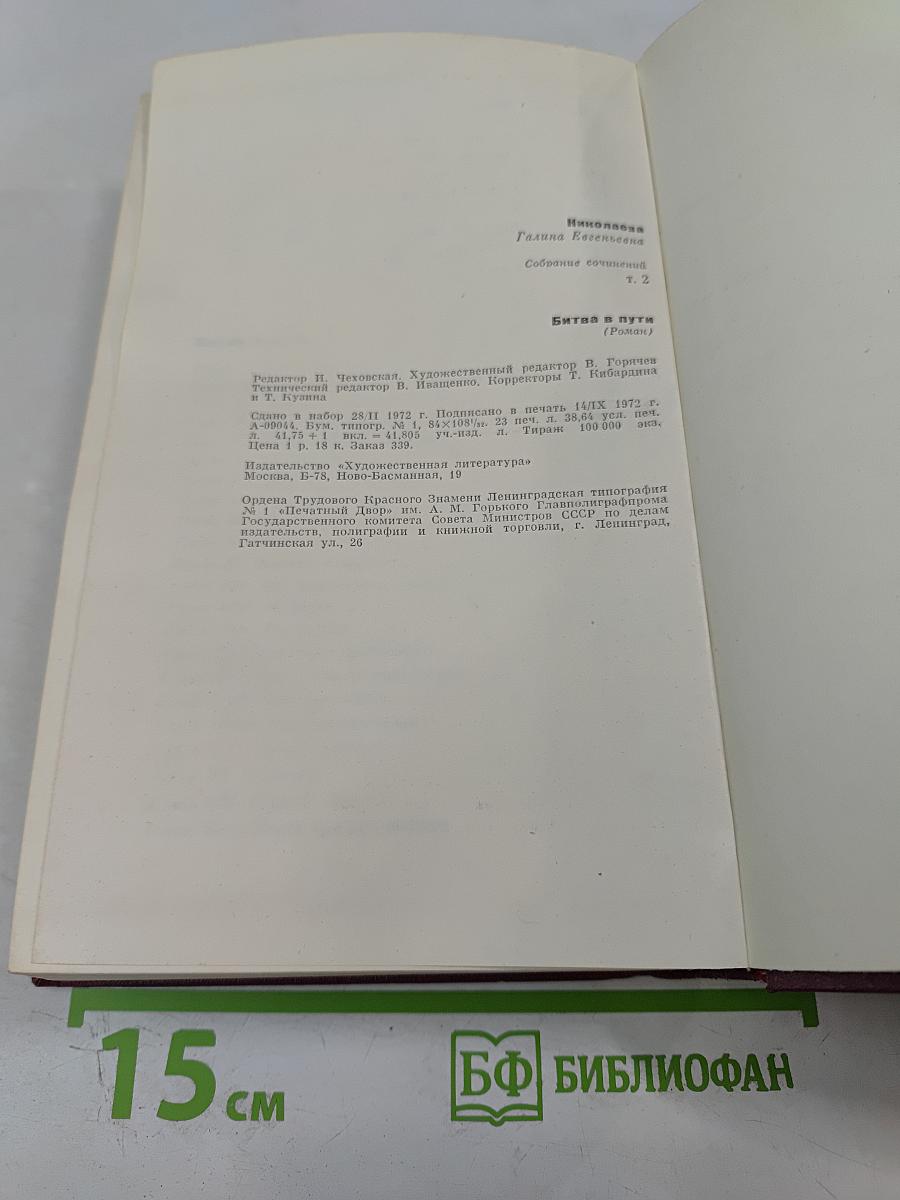 Николаева
Галина Евгеньевна
Собрание сочинений
т. 2
Битва в пути
(Роман)
Редактор И. Чеховская. Художественный редактор В. Горячев
Технический редактор В. Иващенко. Корректоры Т. Кибардина
и Т. Кузина
Сдано в набор 28/II 1972 г. Подписано в печать 14/IX 1972 г.
А-09044. Бум. типогр. № 1, 84×108¹/₃₂. 23 печ. л. 38,64 усл. печ.
л. 41,75 + 1 вкл. = 41,805 уч.-изд. л. Тираж 100 000 экз.
Цена 1 р. 18 к. Заказ 339.
Издательство «Художественная литература»
Москва, Б-78, Ново-Басманная, 19
Ордена Трудового Красного Знамени Ленинградская типография
№ 1 «Печатный Двор» им. А. М. Горького Главполиграфпрома
Государственного комитета Совета Министров СССР по делам
издательств, полиграфии и книжной торговли, г. Ленинград,
Гатчинская ул., 26
15 см
БФ БИБЛИОФАН